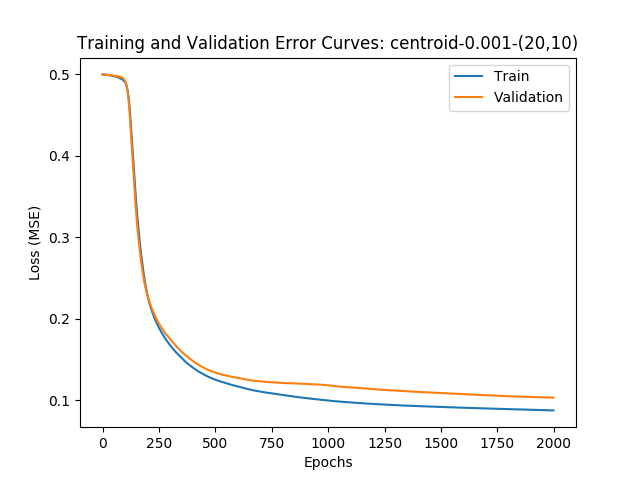 Training and Validation Error Curves: centroid-0.001-(20,10)
Train
Validation
0.5
0.4
0.3
0.2
0.1
Loss (MSE)
0 250 500 750 1000 1250 1500 1750 2000
Epochs